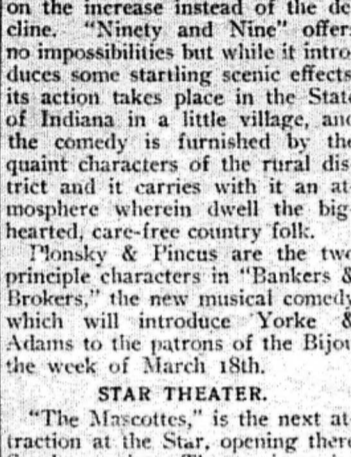 on the increase instead of the de
cline. "Ninety and Nine" offer
no impossibilities but while it intro
duces some startling scenic effects
its action takes place in the State
of Indiana in a little village, and
the comedy is furnished by the
quaint characters of the rural dis
trict and it carries with it an at
mosphere wherein dwell the big
hearted, care-free country folk.
Plonsky & Pincus are the two
principle characters in "Bankers &
Brokers," the new musical comedy
which will introduce Yorke &
Adams to the patrons of the Bijou
the week of March 18th.
STAR THEATER.
"The Mascottes," is the next at
traction at the Star, opening there